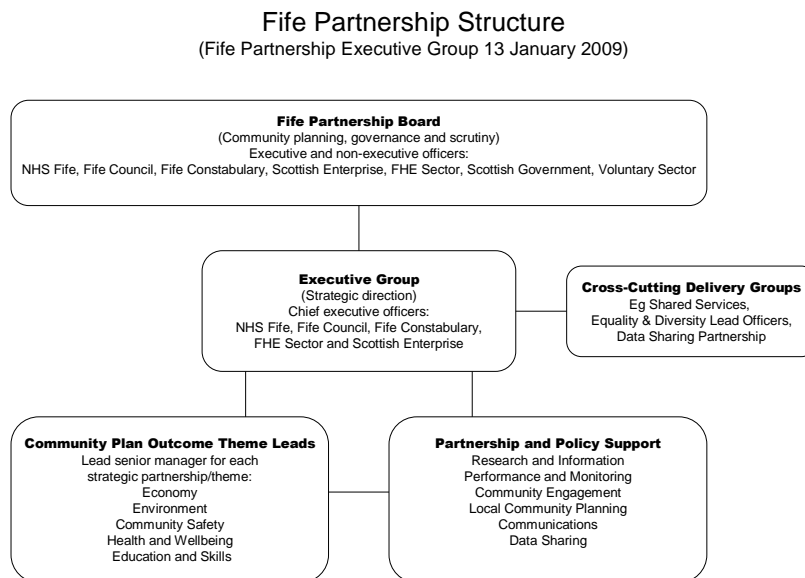 Fife Partnership Structure
(Fife Partnership Executive Group 13 January 2009)
Fife Partnership Board
(Community planning, governance and scrutiny)
Executive and non-executive officers:
NHS Fife, Fife Council, Fife Constabulary, Scottish Enterprise, FHE Sector, Scottish Government, Voluntary Sector
Executive Group
(Strategic direction)
Chief executive officers:
NHS Fife, Fife Council, Fife Constabulary,
FHE Sector and Scottish Enterprise
Cross-Cutting Delivery Groups
Eg Shared Services,
Equality & Diversity Lead Officers,
Data Sharing Partnership
Community Plan Outcome Theme Leads
Lead senior manager for each
strategic partnership/theme:
Economy
Environment
Community Safety
Health and Wellbeing
Education and Skills
Partnership and Policy Support
Research and Information
Performance and Monitoring
Community Engagement
Local Community Planning
Communications
Data Sharing